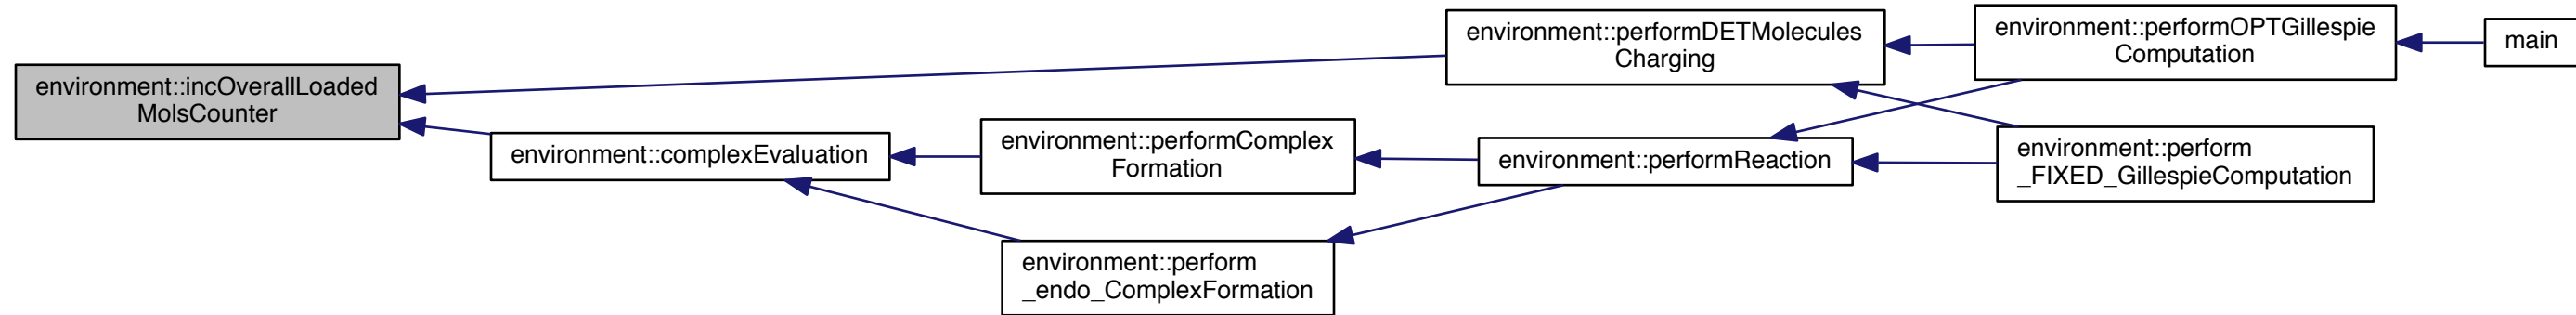 environment::incOverallLoaded
MolsCounter
environment::performDETMolecules
Charging
environment::performOPTGillespie
Computation
main
environment::complexEvaluation
environment::performComplex
Formation
environment::performReaction
environment::perform
_FIXED_GillespieComputation
environment::perform
_endo_ComplexFormation